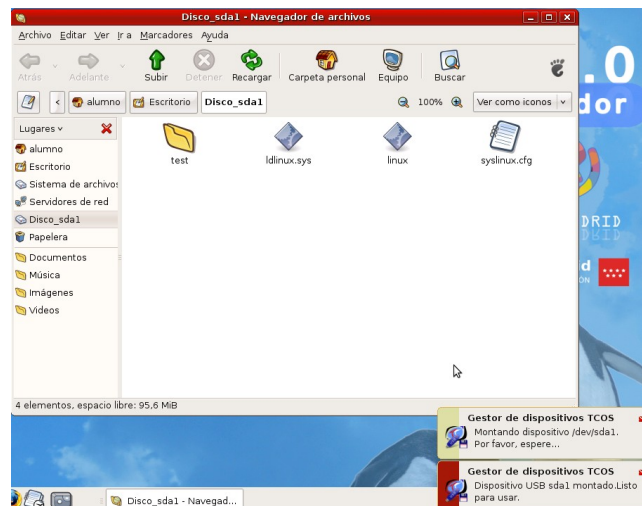 Disco_sda1 - Navegador de archivos
Archivo Editar Ver Ir a Marcadores Ayuda
Atrás Adelante Subir Detener Recargar Carpeta personal Equipo Buscar
alumno Escritorio Disco_sda1 100% Ver como iconos
Lugares
alumno
Escritorio
Sistema de archivos
Servidores de red
Disco_sda1
Papelera
Documentos
Música
Imágenes
Videos
test ldlinux.sys linux syslinux.cfg
4 elementos, espacio libre: 95,6 MiB
.0
dor
DRID
d
Gestor de dispositivos TCOS
Montando dispositivo /dev/sda1.
Por favor, espere...
Gestor de dispositivos TCOS
Dispositivo USB sda1 montado.Listo
para usar.
Disco_sda1 - Navegad...